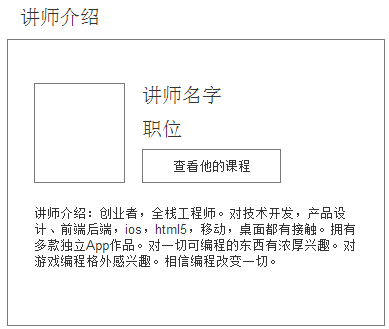 讲师介绍
讲师名字
职位
查看他的课程
讲师介绍：创业者，全栈工程师。对技术开发，产品设
计、前端后端，ios，html5，移动，桌面都有接触。拥有
多款独立App作品。对一切可编程的东西有浓厚兴趣。对
游戏编程格外感兴趣。相信编程改变一切。